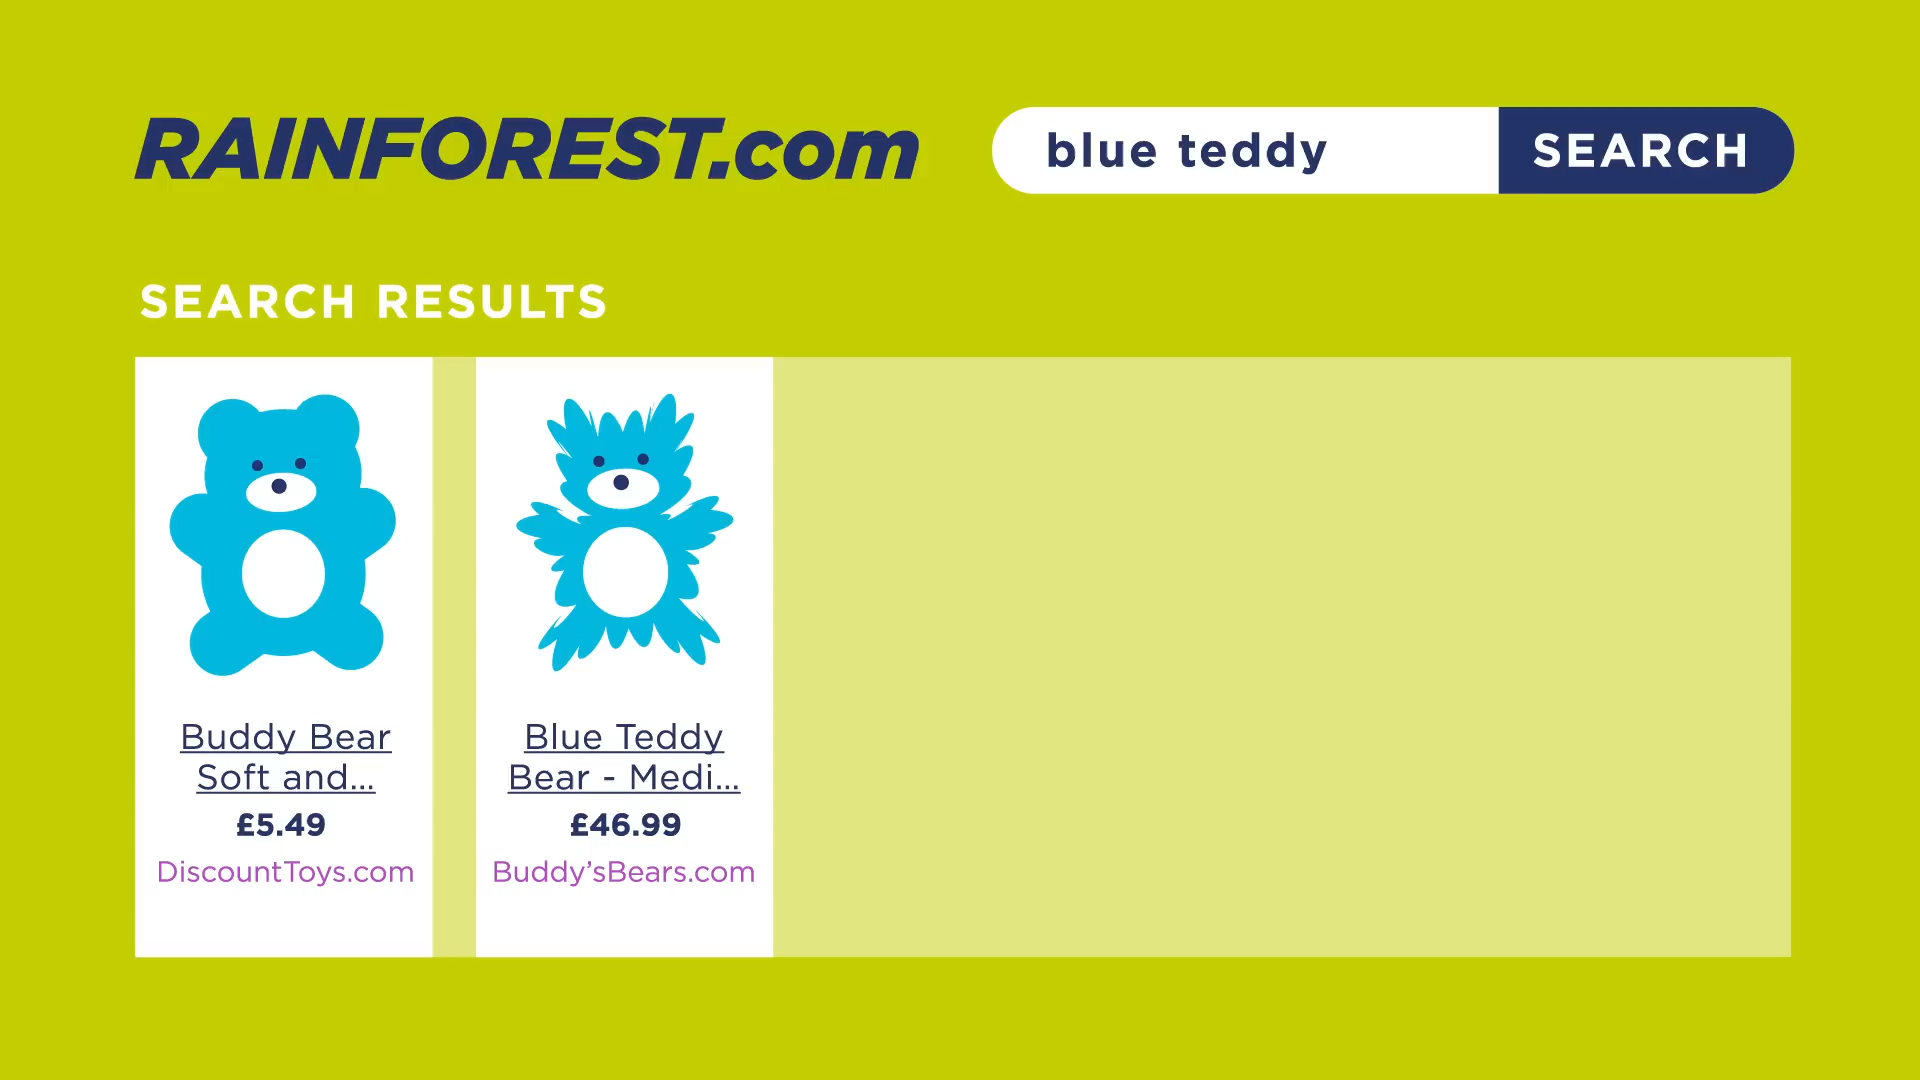 RAINFOREST.com
blue teddy
SEARCH
SEARCH RESULTS
Buddy Bear
Soft and...
£5.49
DiscountToys.com
Blue Teddy
Bear - Medi...
£46.99
Buddy’sBears.com